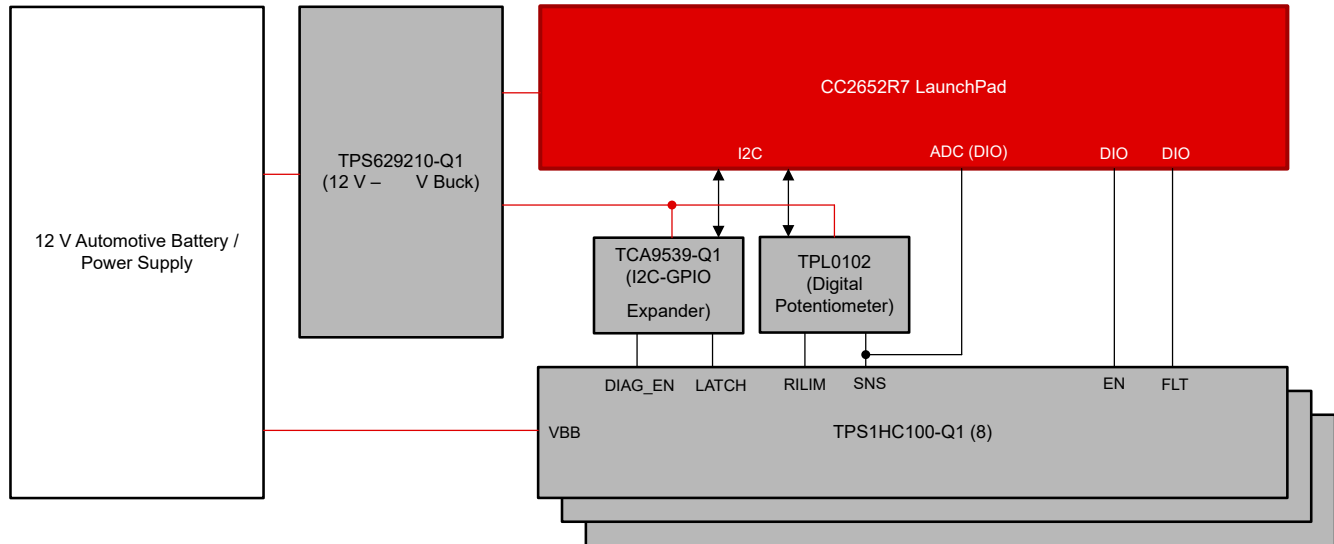 12 V Automotive Battery /
Power Supply
TPS629210-Q1
(12 V – V Buck)
CC2652R7 LaunchPad
I2C
ADC (DIO)
DIO
DIO
TCA9539-Q1
(I2C-GPIO
Expander)
TPL0102
(Digital
Potentiometer)
DIAG_EN
LATCH
RILIM
SNS
EN
FLT
VBB
TPS1HC100-Q1 (8)